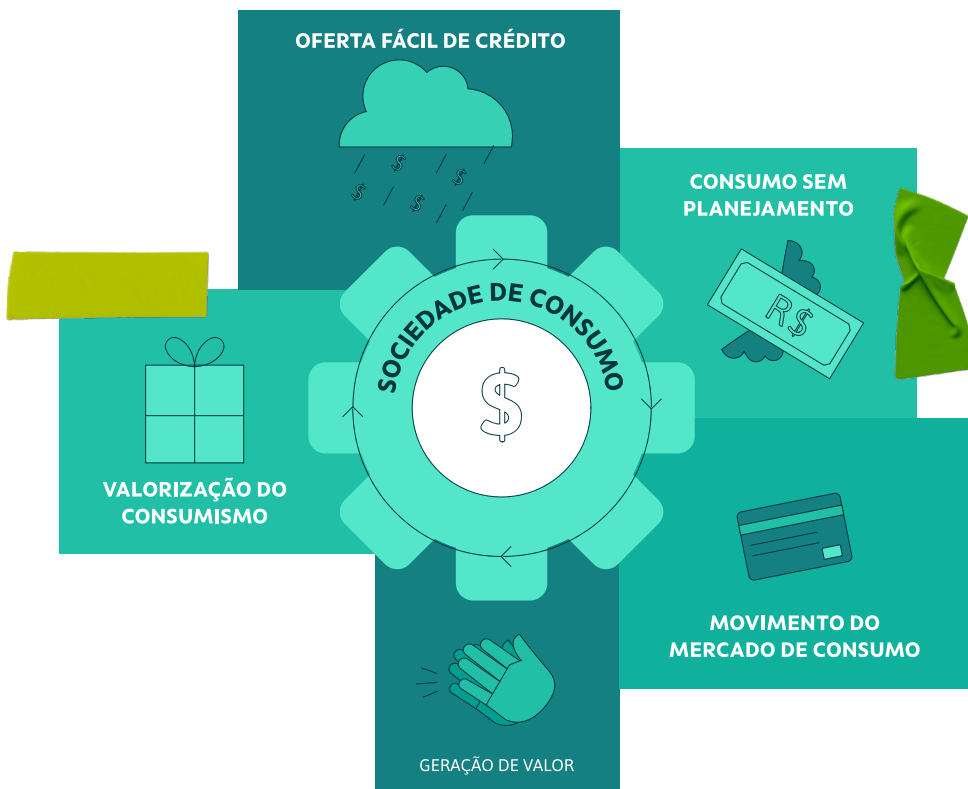 OFERTA FÁCIL DE CRÉDITO
$
$
$
$
CONSUMO SEM
PLANEJAMENTO
R$
SOCIEDADE DE CONSUMO
$
VALORIZAÇÃO DO
CONSUMISMO
MOVIMENTO DO
MERCADO DE CONSUMO
GERAÇÃO DE VALOR